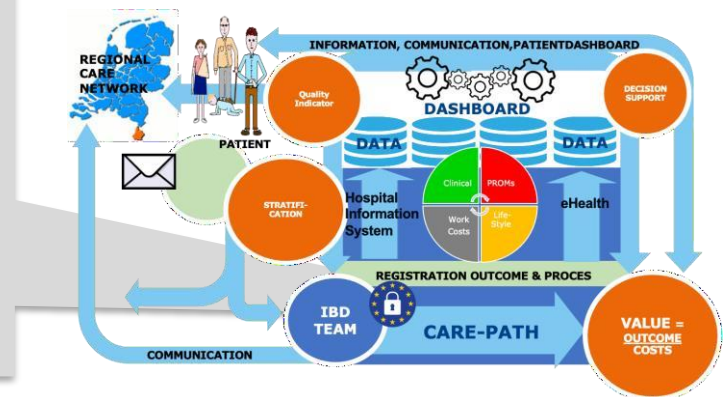 INFORMATION, COMMUNICATION,PATIENTDASHBOARD
REGIONAL
CARE
NETWORK
Quality
Indicator
DECISION
SUPPORT
DASHBOARD
PATIENT
DATA
DATA
STRATIFI-
CATION
Hospital
Information
System
Clinical
PROMs
Work
Costs
Life-
Style
eHealth
REGISTRATION OUTCOME & PROCES
IBD
TEAM
CARE-PATH
VALUE =
OUTCOME
COSTS
COMMUNICATION